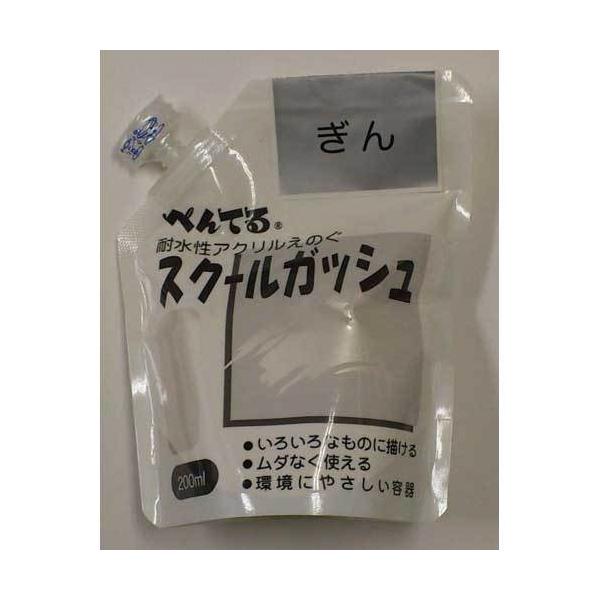 ぎん
ぺんてる®
耐水性アクリルえのぐ
スクールガッシュ
●いろいろなものに描ける
●ムダなく使える
●環境にやさしい容器
200ml